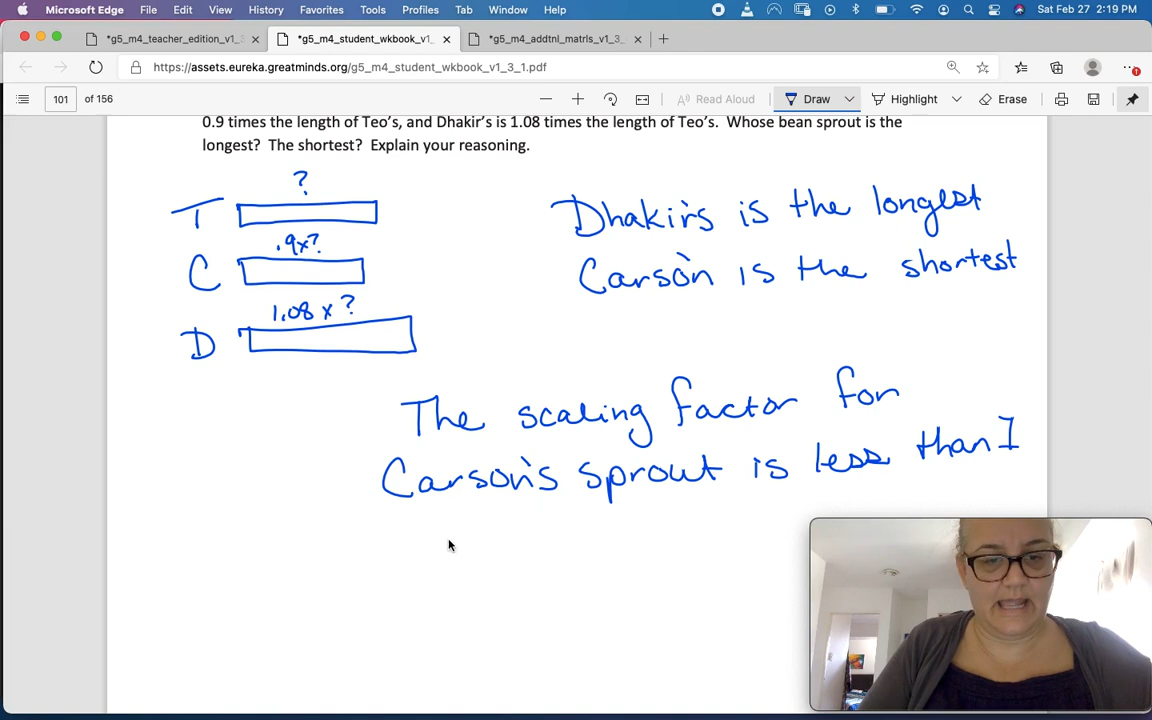 Microsoft Edge File Edit View History Favorites Tools Profiles Tab Window Help Sat Feb 27 2:19 PM
*g5_m4_teacher_edition_v1_3 *g5_m4_student_wkbook_v1_ *g5_m4_addtnl_matrls_v1_3_
https://assets.eureka.greatminds.org/g5_m4_student_wkbook_v1_3_1.pdf
101 of 156 Read Aloud Draw Highlight Erase
0.9 times the length of Teo's, and Dhakir's is 1.08 times the length of Teo's. Whose bean sprout is the
longest? The shortest? Explain your reasoning.
?
T
.9x?
C
1.08 x ?
D
Dhakir's is the longest
Carson is the shortest
The scaling factor for
Carson's sprout is less than 1